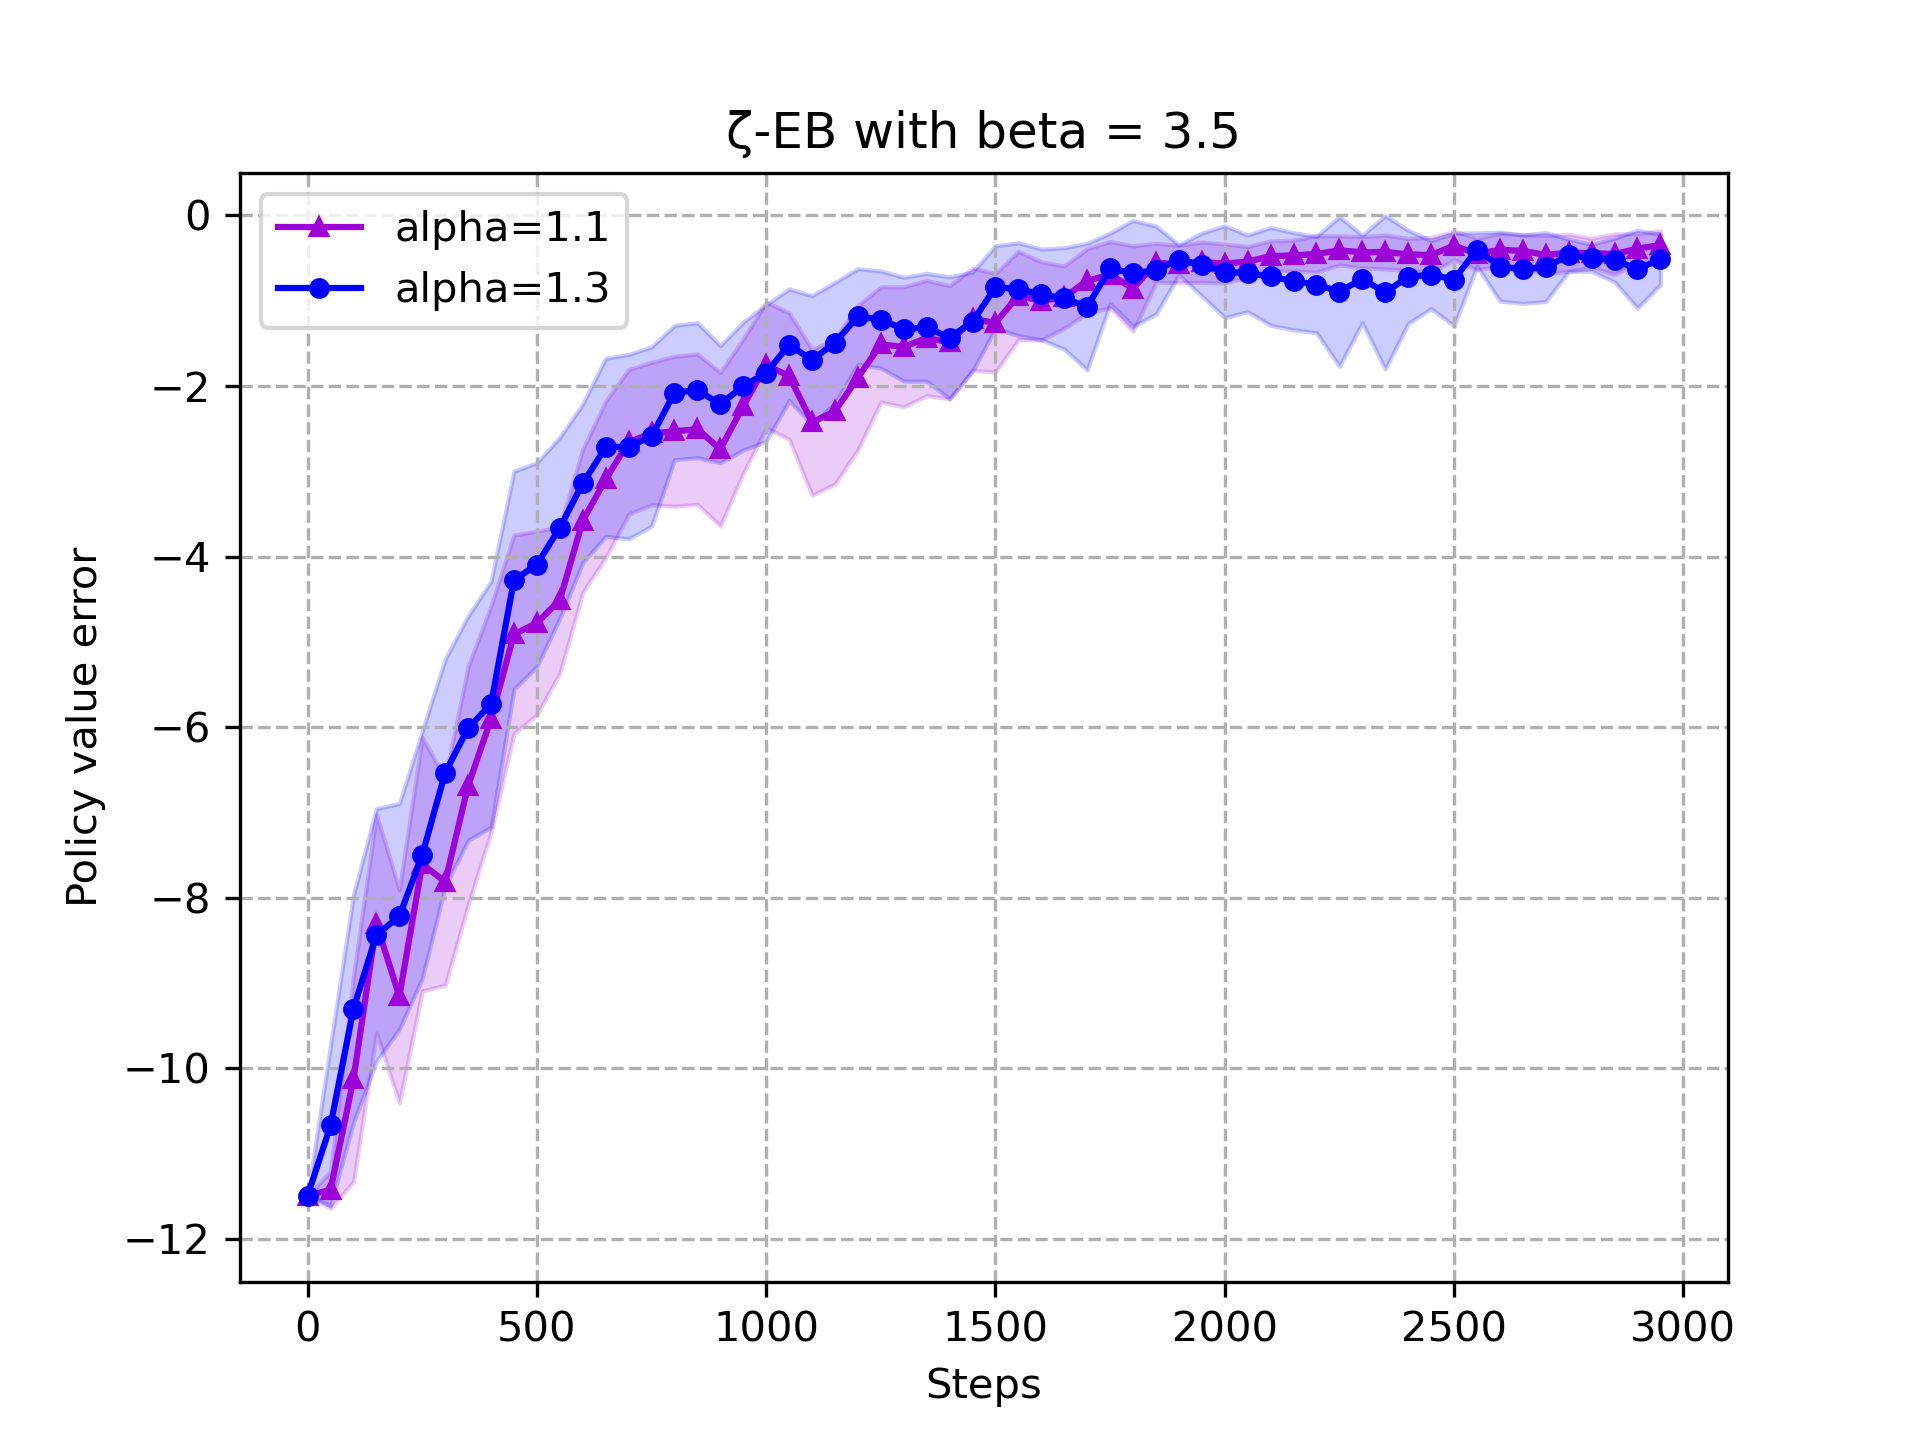 ζ-EB with beta = 3.5
alpha=1.1
alpha=1.3
Policy value error
0
−2
−4
−6
−8
−10
−12
0 500 1000 1500 2000 2500 3000
Steps